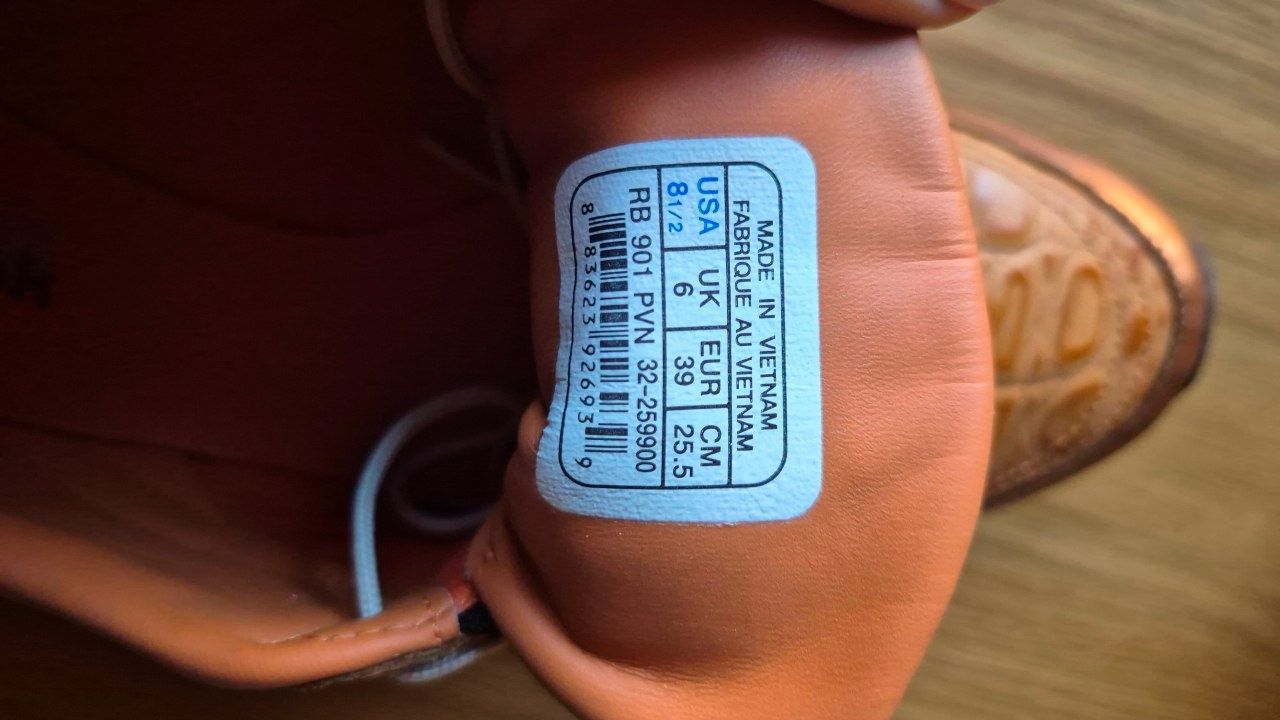 MADE IN VIETNAM
FABRIQUE AU VIETNAM
USA UK EUR CM
8 1/2 6 39 25.5
RB 901 PVN 32-259900
8 83623 92693 9